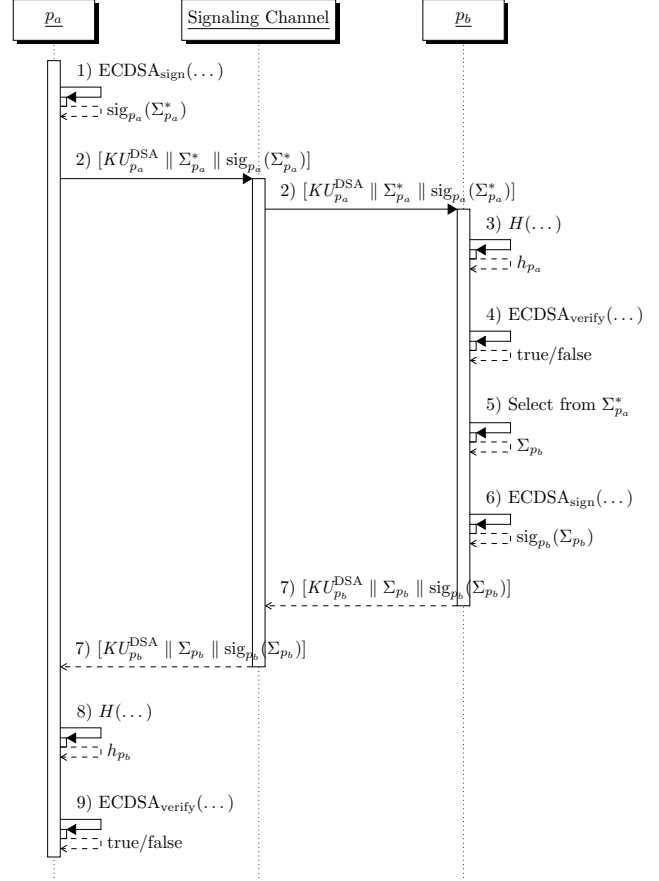 p_a Signaling Channel p_b
1) ECDSA_sign(...)
sig_{p_a}(Σ*_{p_a})
2) [KU^{DSA}_{p_a} ∥ Σ*_{p_a} ∥ sig_{p_a}(Σ*_{p_a})]
2) [KU^{DSA}_{p_a} ∥ Σ*_{p_a} ∥ sig_{p_a}(Σ*_{p_a})]
3) H(...)
h_{p_a}
4) ECDSA_verify(...)
true/false
5) Select from Σ*_{p_a}
Σ_{p_b}
6) ECDSA_sign(...)
sig_{p_b}(Σ_{p_b})
7) [KU^{DSA}_{p_b} ∥ Σ_{p_b} ∥ sig_{p_b}(Σ_{p_b})]
7) [KU^{DSA}_{p_b} ∥ Σ_{p_b} ∥ sig_{p_b}(Σ_{p_b})]
8) H(...)
h_{p_b}
9) ECDSA_verify(...)
true/false